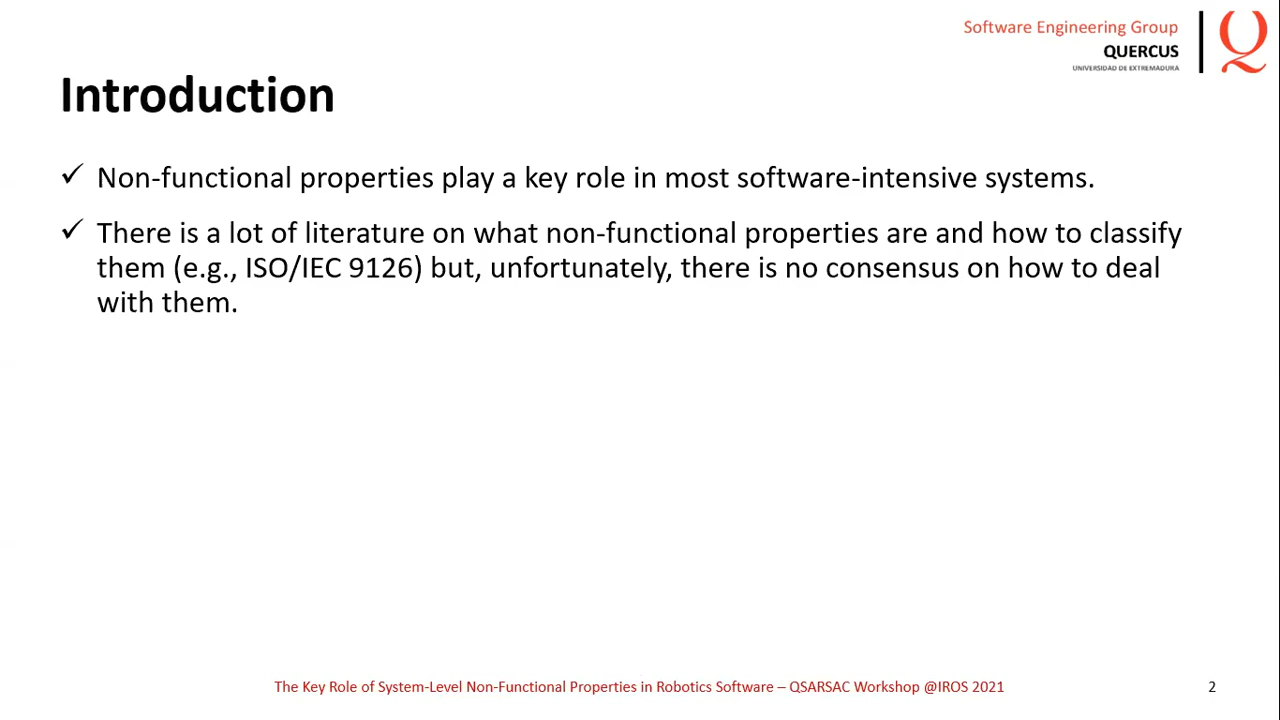 Software Engineering Group
QUERCUS
UNIVERSIDAD DE EXTREMADURA
Introduction
✓ Non-functional properties play a key role in most software-intensive systems.
✓ There is a lot of literature on what non-functional properties are and how to classify
them (e.g., ISO/IEC 9126) but, unfortunately, there is no consensus on how to deal
with them.
The Key Role of System-Level Non-Functional Properties in Robotics Software – QSARSAC Workshop @IROS 2021
2